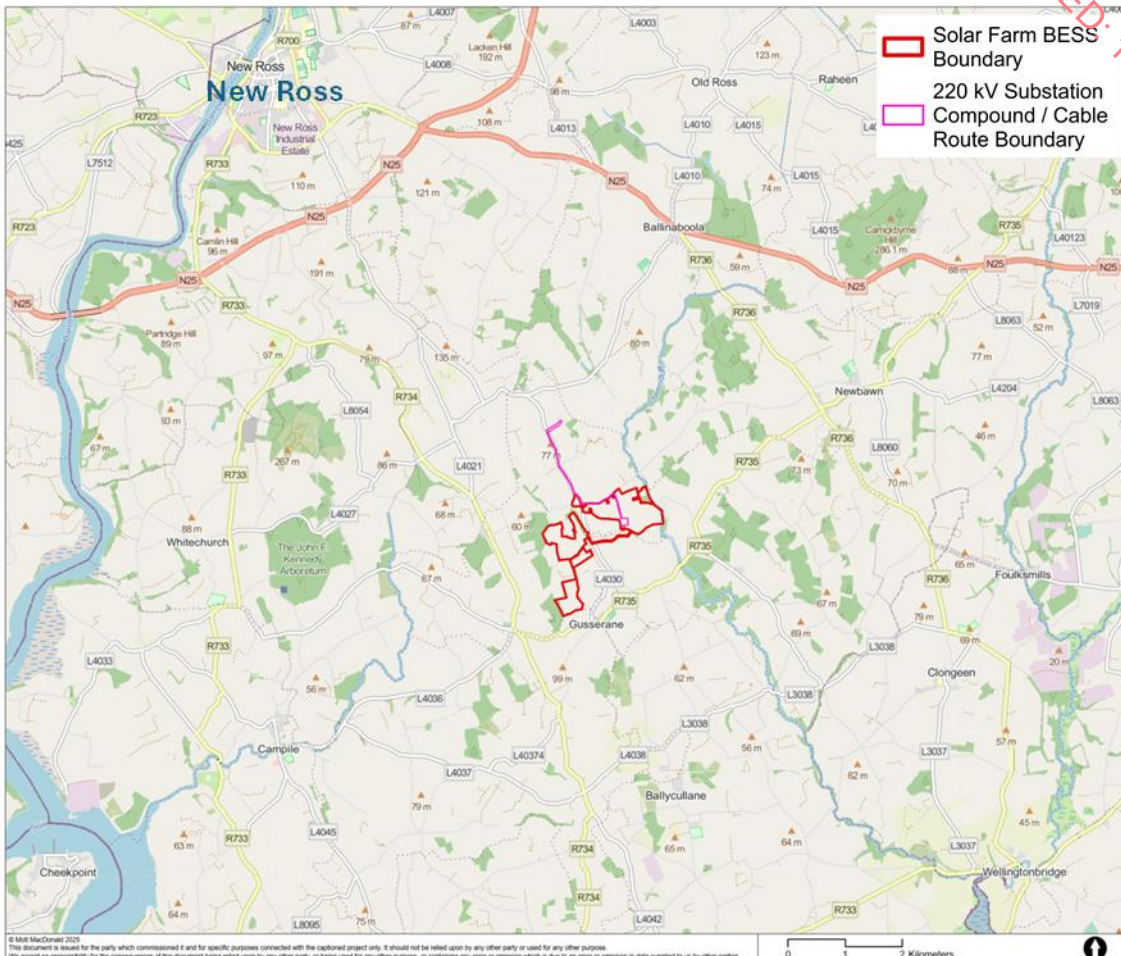 Solar Farm BESS
Boundary
220 kV Substation
Compound / Cable
Route Boundary
L4007
87 m
R700
Lacken Hill
192 m
L4003
123 m
New Ross
New Ross
L4008
98 m
Old Ross
Raheen
R723
108 m
L4013
L4010
L4015
New Ross
Industrial
Estate
L7512
R733
N25
110 m
121 m
N25
L4010
74 m
L4015
N25
R723
Camlin Hill
96 m
Ballinaboola
L4015
Carrickbyrne
Hill
286.1 m
R735
L40123
191 m
R736
59 m
68 m
N25
N25
N25
N25
N25
R733
L7019
Partridge Hill
89 m
R736
L8063
52 m
97 m
79 m
135 m
80 m
77 m
Newbawn
L4204
L8063
93 m
L8054
R734
67 m
267 m
86 m
77 m
R736
L8060
46 m
R733
L4021
R735
73 m
70 m
68 m
60 m
88 m
L4027
Whitechurch
The John F
Kennedy
Arboretum
67 m
R735
65 m
Foulksmills
L4030
R736
R735
67 m
79 m
Gusserane
69 m
69 m
R733
L3038
20 m
L4033
99 m
62 m
Clongeen
56 m
L4036
L3038
L3038
57 m
Campile
L40374
L4038
56 m
L3037
L4037
62 m
79 m
Ballycullane
45 m
63 m
R733
L4045
R734
65 m
64 m
L3037
Cheekpoint
Wellingtonbridge
64 m
75 m
L8095
R734
L4042
R733
© Mott MacDonald 2025
This document is issued for the party which commissioned it and for specific purposes connected with the captioned project only. It should not be relied upon by any other party or used for any other purpose.
0 1 2 Kilometers